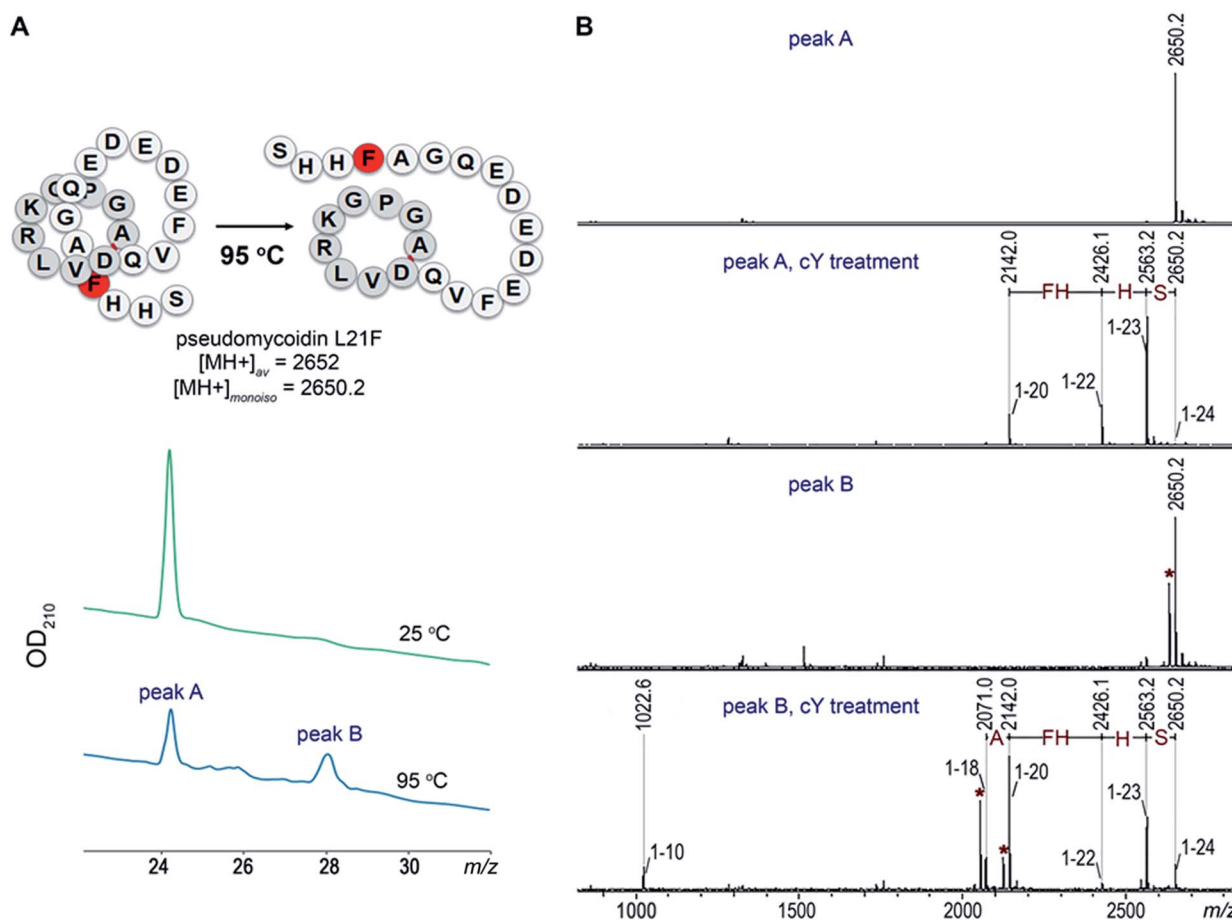 A
E D E D E F V Q
K Q P G
R G A
L V A D
F H H S
95 °C
S H H F A G Q E D E D E F V Q
K G P G A
R L V D
pseudomycoidin L21F
[MH+]av = 2652
[MH+]monoiso = 2650.2
OD210
25 °C
peak A
peak B
95 °C
24 26 28 30 m/z
B
peak A
2650.2
peak A, cY treatment
2142.0 2426.1 2563.2 2650.2
FH H S
1-23
1-20 1-22 1-24
peak B
2650.2
*
peak B, cY treatment
1022.6 2071.0 2142.0 2426.1 2563.2 2650.2
A FH H S
1-18 1-20 1-23
* *
1-10 1-22 1-24
1000 1500 2000 2500 m/z